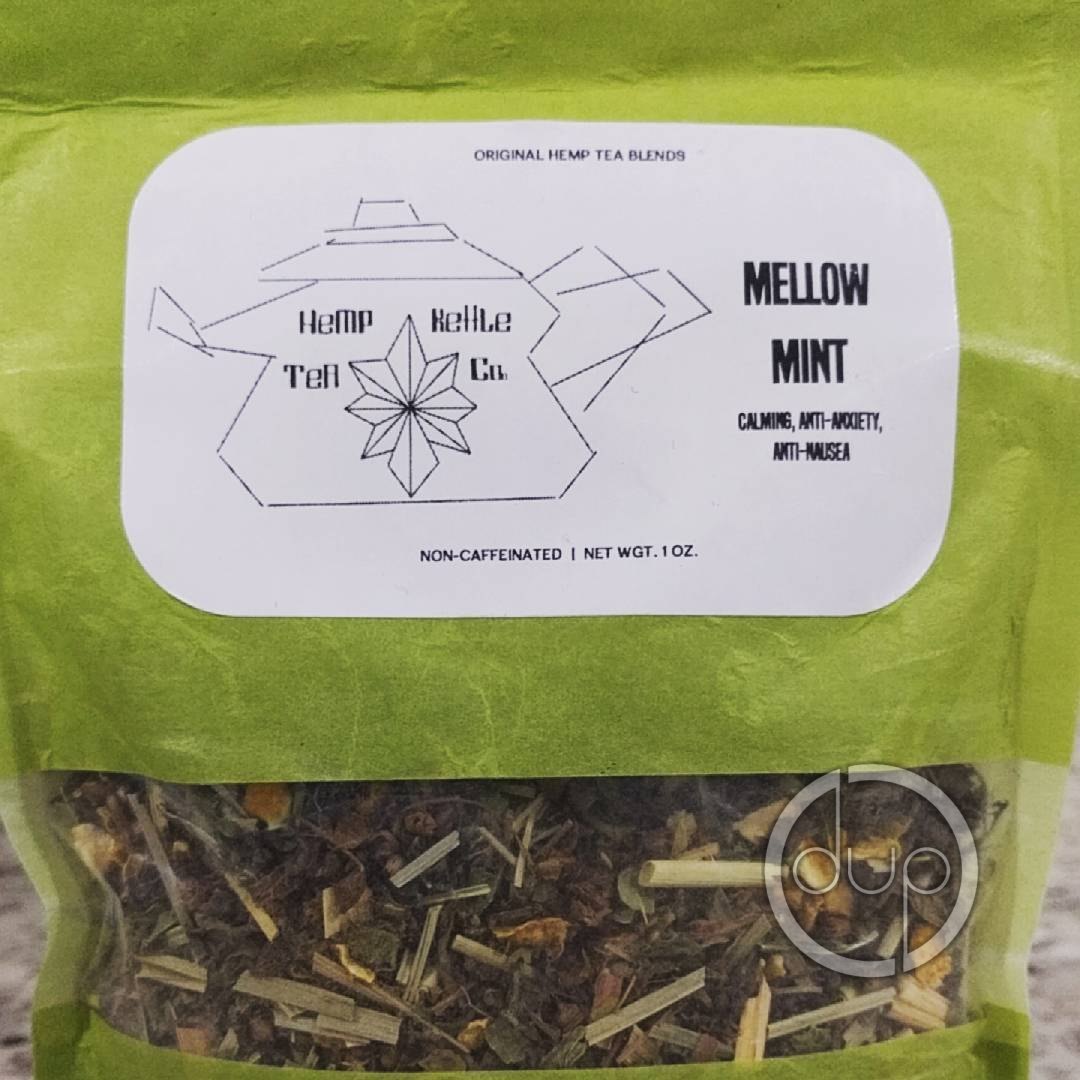 ORIGINAL HEMP TEA BLENDS
HEMP KETTLE
TEA Co.
MELLOW
MINT
CALMING, ANTI-ANXIETY,
ANTI-NAUSEA
NON-CAFFEINATED | NET WGT. 1 OZ.
dup